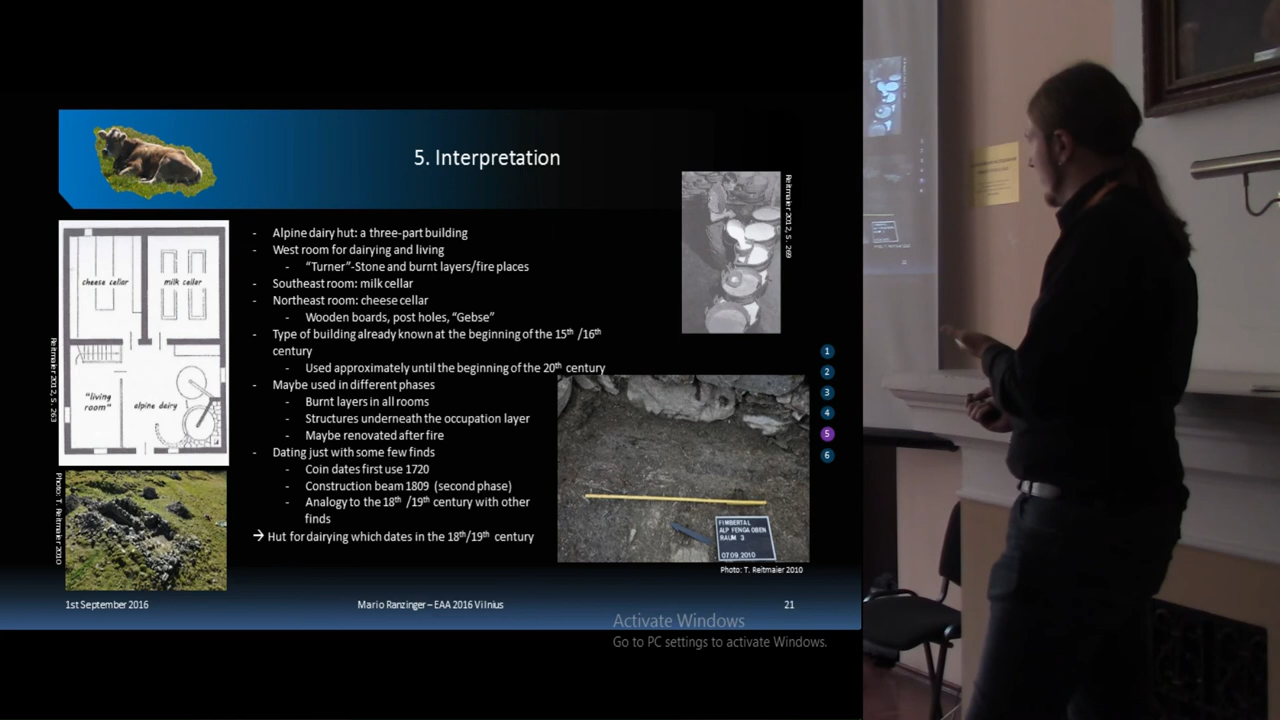 5. Interpretation
Reitmaier 2012, S. 269
cheese cellar
milk celler
"living
room"
alpine dairy
Reitmaier 2012, S. 263
- Alpine dairy hut: a three-part building
- West room for dairying and living
- "Turner"-Stone and burnt layers/fire places
- Southeast room: milk cellar
- Northeast room: cheese cellar
- Wooden boards, post holes, "Gebse"
- Type of building already known at the beginning of the 15th /16th
century
- Used approximately until the beginning of the 20th century
- Maybe used in different phases
- Burnt layers in all rooms
- Structures underneath the occupation layer
- Maybe renovated after fire
- Dating just with some few finds
- Coin dates first use 1720
- Construction beam 1809 (second phase)
- Analogy to the 18th /19th century with other
finds
→ Hut for dairying which dates in the 18th/19th century
1
2
3
4
5
6
FIMBERTAL
ALP FENGA OBEN
RAUM 3
07.09.2010
Photo: T. Reitmaier 2010
Photo: T. Reitmaier 2010
1st September 2016
Mario Ranzinger – EAA 2016 Vilnius
21
Activate Windows
Go to PC settings to activate Windows.